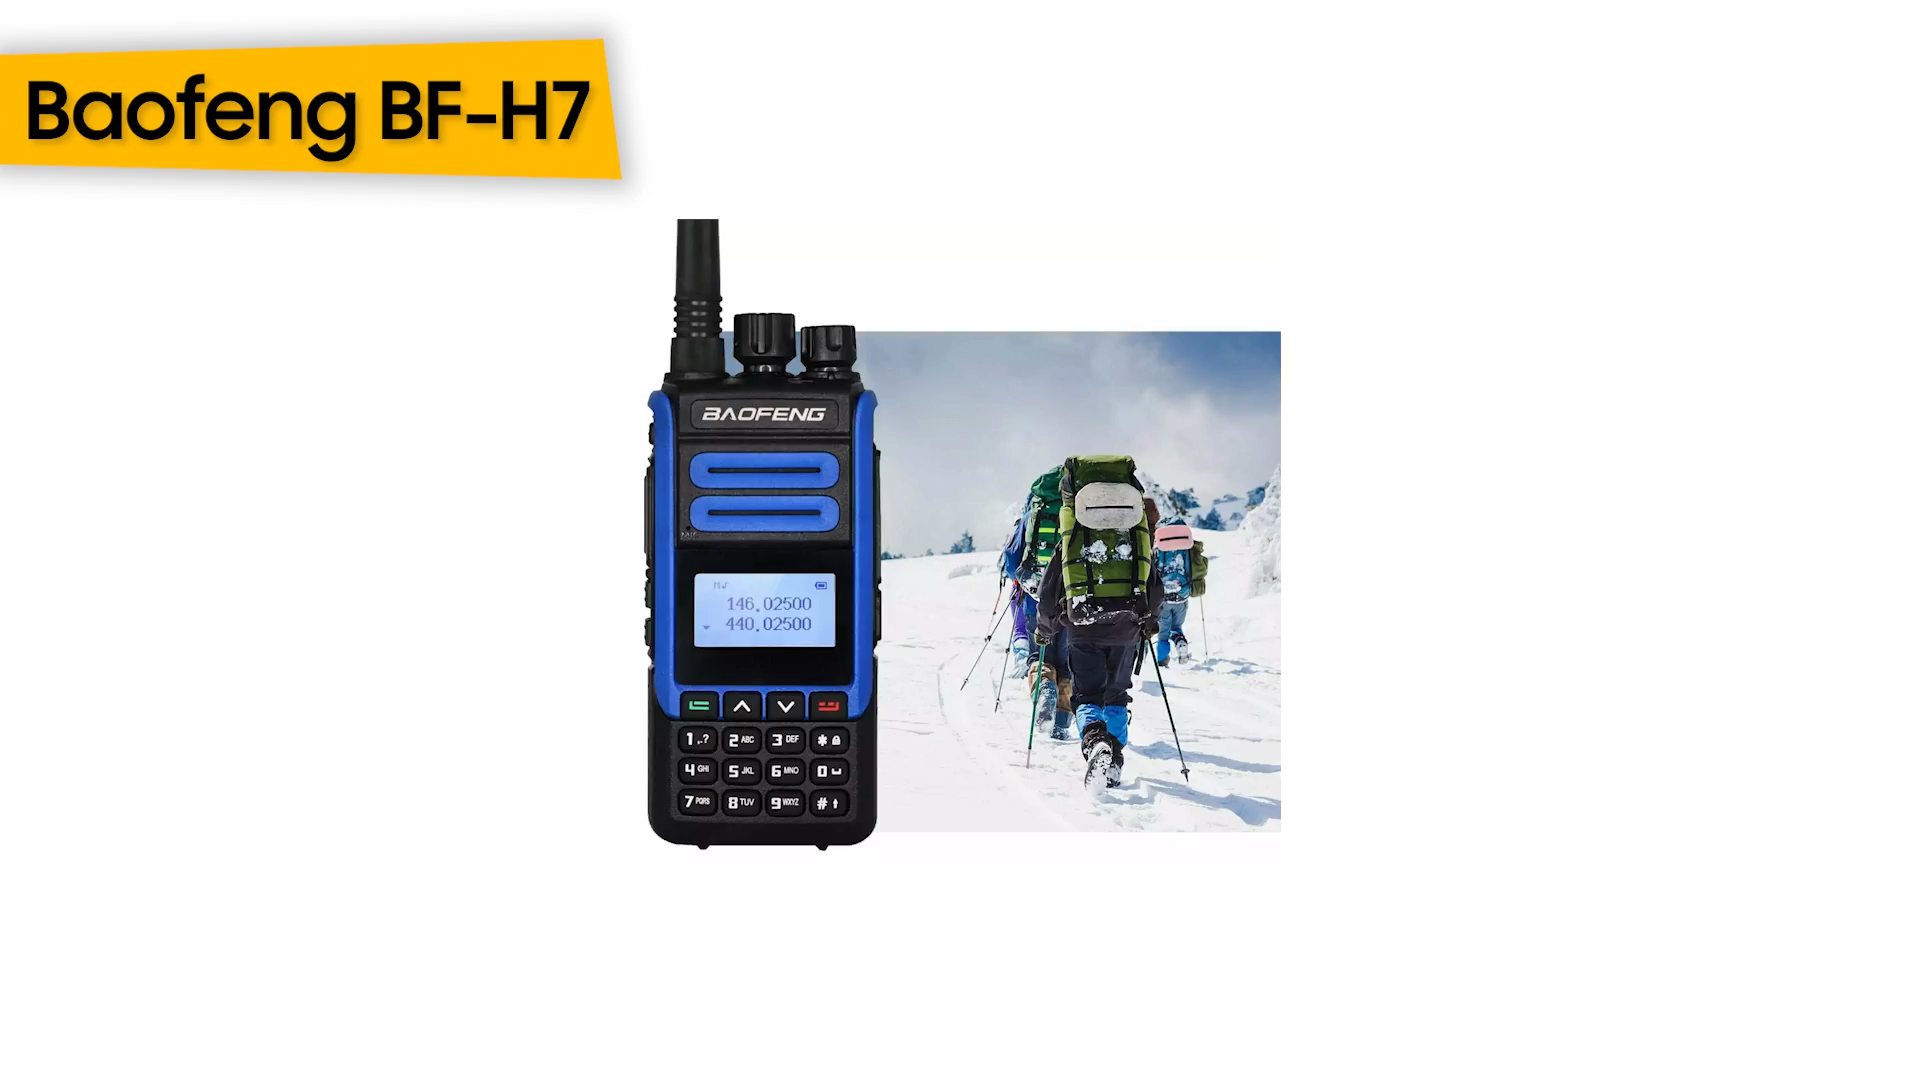 Baofeng BF-H7
BAOFENG
146.02500
440.02500
1 ,.? 2 ABC 3 DEF *
4 GHI 5 JKL 6 MNO 0
7 PQRS 8 TUV 9 WXYZ #